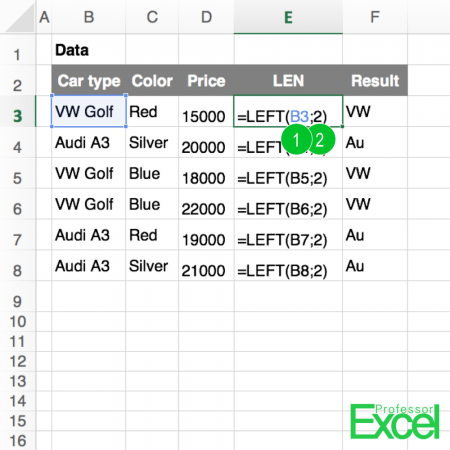 A B C D E F
1 Data
2 Car type Color Price LEN Result
3 VW Golf Red 15000 =LEFT(B3;2) VW
4 Audi A3 Silver 20000 =LEFT( ;2) Au
1 2
5 VW Golf Blue 18000 =LEFT(B5;2) VW
6 VW Golf Blue 22000 =LEFT(B6;2) VW
7 Audi A3 Red 19000 =LEFT(B7;2) Au
8 Audi A3 Silver 21000 =LEFT(B8;2) Au
9
10
11
12
13
14
15
16
Professor
Excel